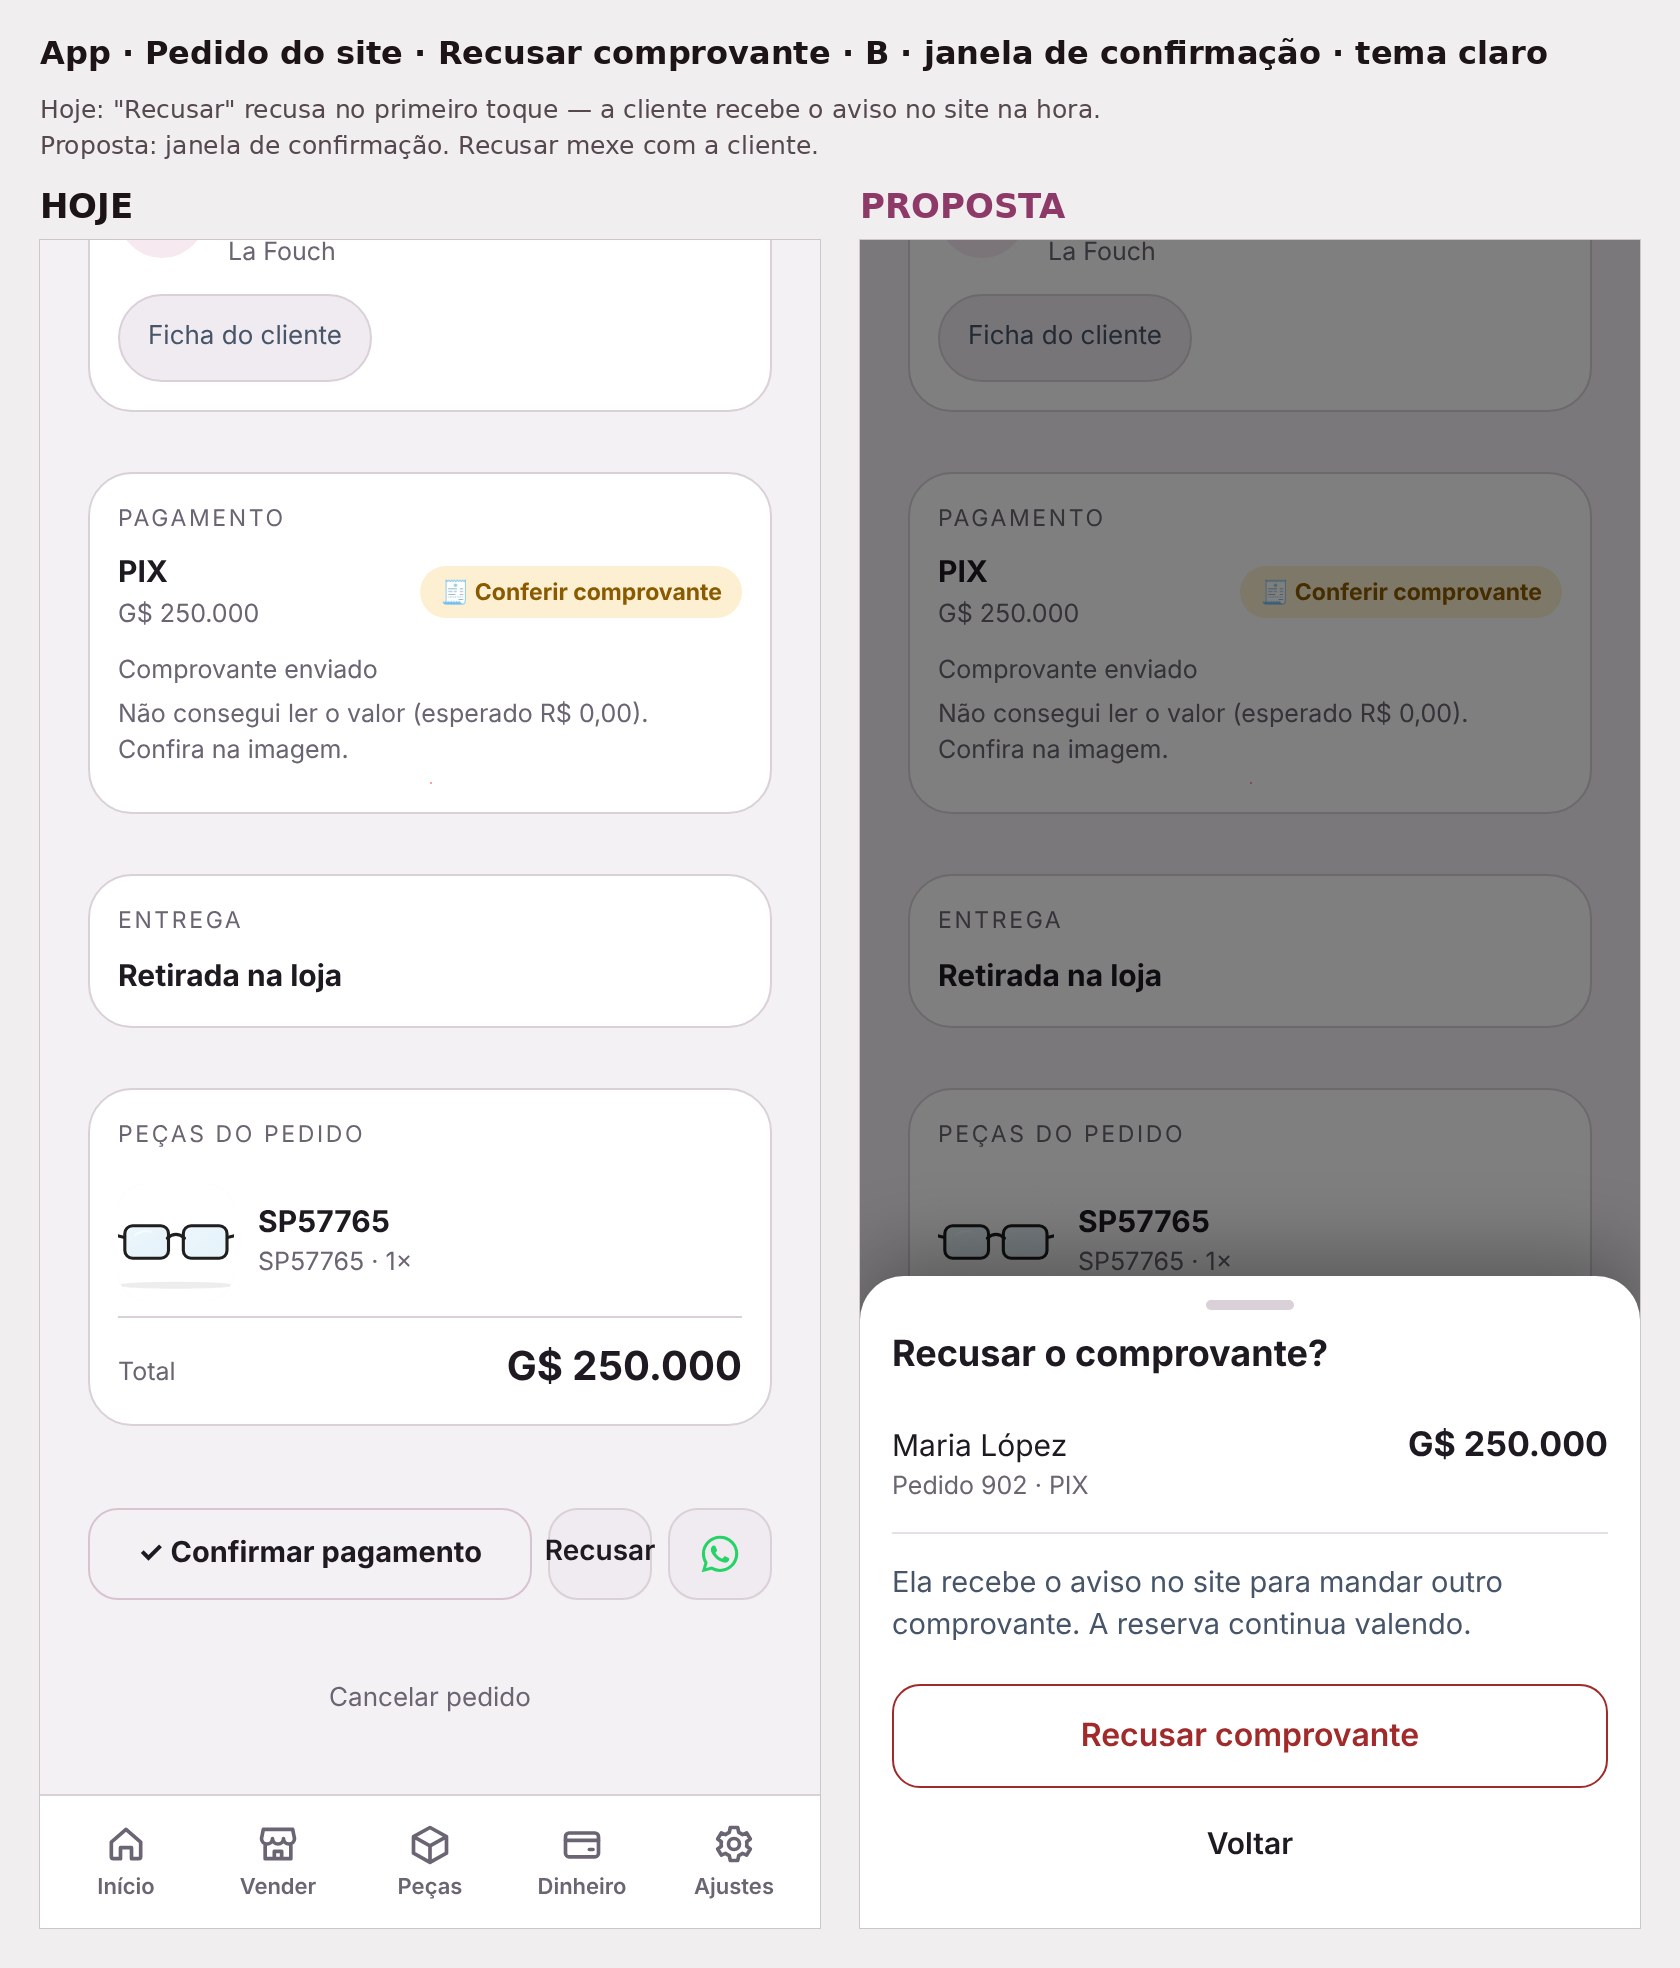 App · Pedido do site · Recusar comprovante · B · janela de confirmação · tema claro
Hoje: "Recusar" recusa no primeiro toque — a cliente recebe o aviso no site na hora.
Proposta: janela de confirmação. Recusar mexe com a cliente.
HOJE
La Fouch
Ficha do cliente
PAGAMENTO
PIX
🧾 Conferir comprovante
G$ 250.000
Comprovante enviado
Não consegui ler o valor (esperado R$ 0,00).
Confira na imagem.
ENTREGA
Retirada na loja
PEÇAS DO PEDIDO
SP57765
SP57765 · 1×
Total
G$ 250.000
✓ Confirmar pagamento
Recusar
Cancelar pedido
Início
Vender
Peças
Dinheiro
Ajustes
PROPOSTA
La Fouch
Ficha do cliente
PAGAMENTO
PIX
🧾 Conferir comprovante
G$ 250.000
Comprovante enviado
Não consegui ler o valor (esperado R$ 0,00).
Confira na imagem.
ENTREGA
Retirada na loja
PEÇAS DO PEDIDO
SP57765
SP57765 · 1×
Recusar o comprovante?
Maria López
G$ 250.000
Pedido 902 · PIX
Ela recebe o aviso no site para mandar outro
comprovante. A reserva continua valendo.
Recusar comprovante
Voltar